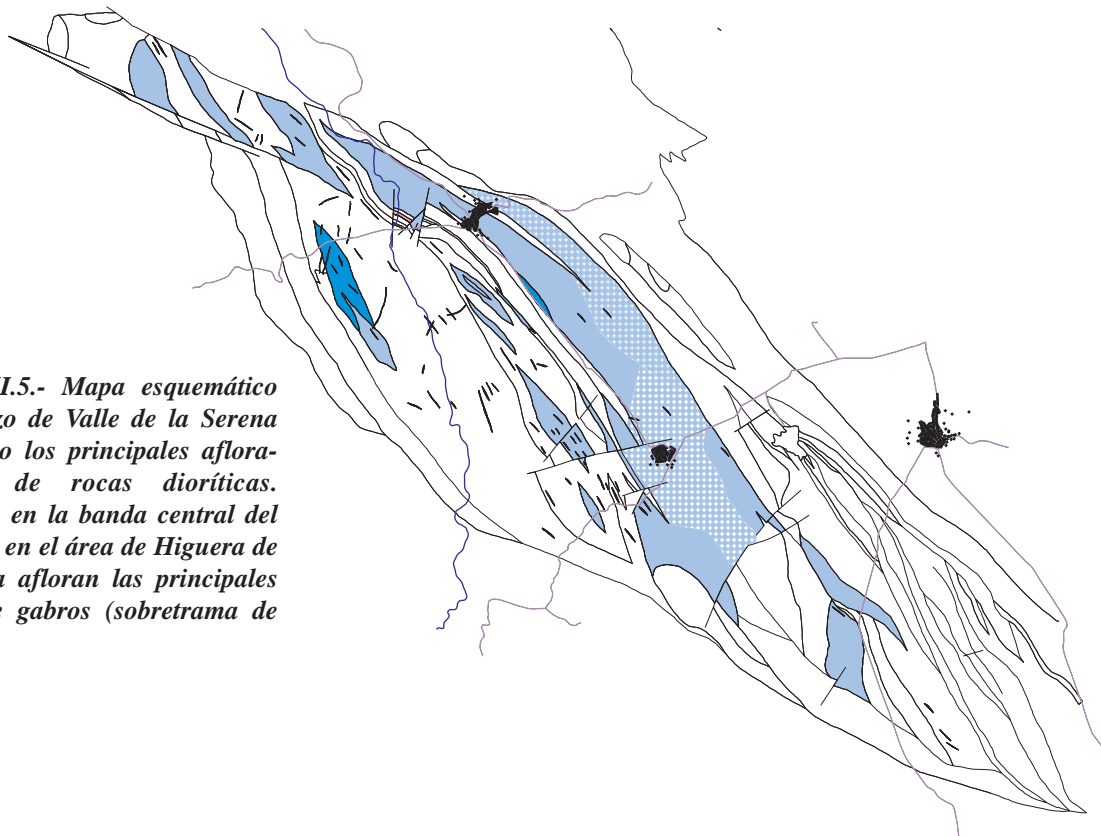 I.5.- Mapa esquemático
zo de Valle de la Serena
o los principales aflora-
de rocas dioríticas.
en la banda central del
en el área de Higuera de
a afloran las principales
e gabros (sobretrama de